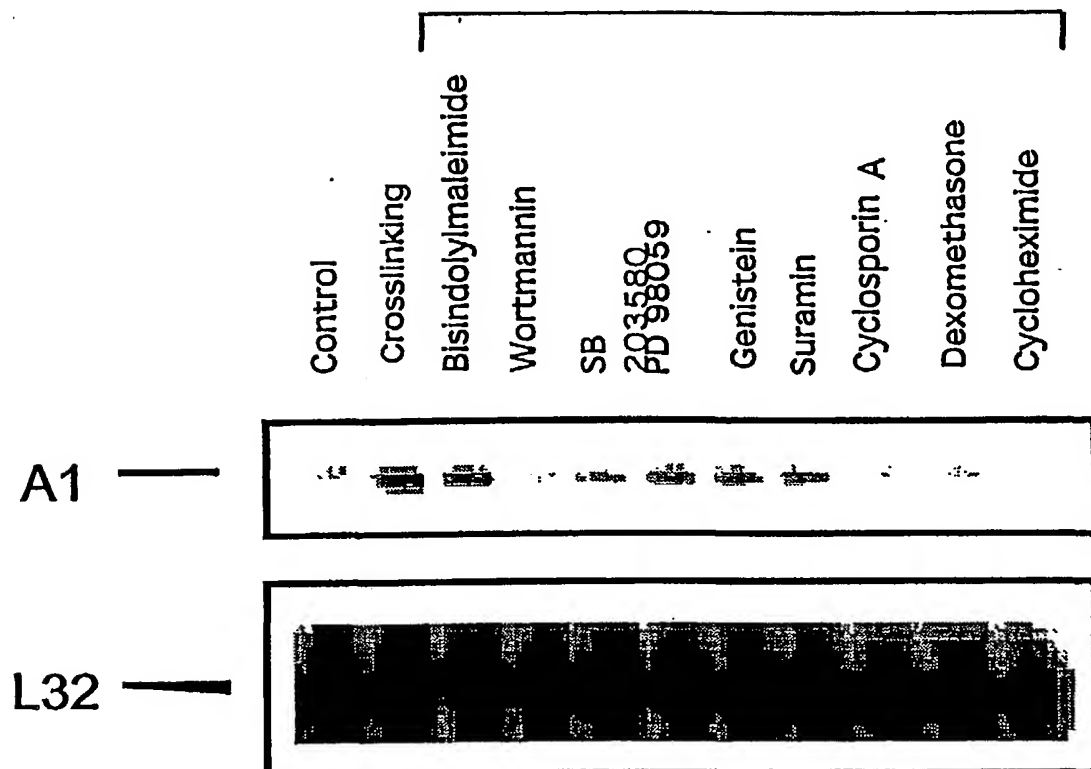 Control
Crosslinking
Bisindolylmaleimide
Wortmannin
SB
203580
PD 98059
Genistein
Suramin
Cyclosporin A
Dexomethasone
Cycloheximide
A1
L32